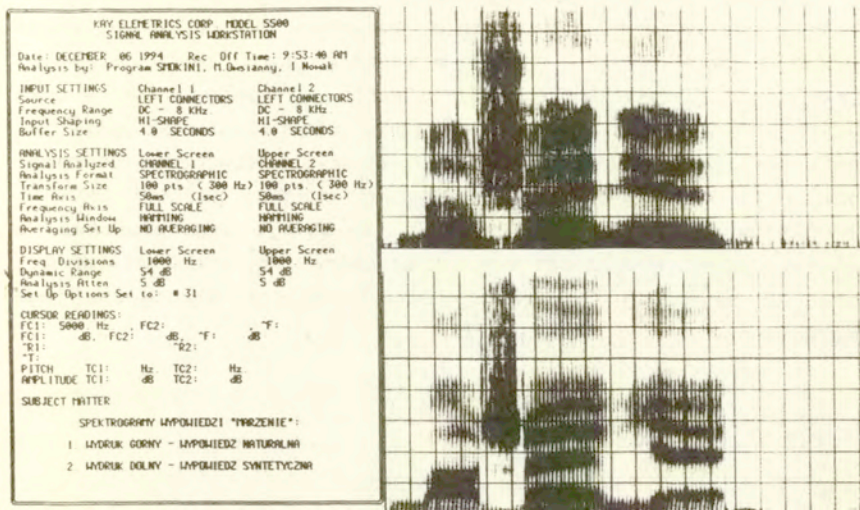 KAY ELEMETRICS CORP. MODEL 5500
SIGNAL ANALYSIS WORKSTATION
Date: DECEMBER 06 1994 Rec Off Time: 9:53:40 AM
Analysis by: Program SMOKINI, M.Owsianny, I Nowak
INPUT SETTINGS Channel 1 Channel 2
Source LEFT CONNECTORS LEFT CONNECTORS
Frequency Range DC - 8 KHz. DC - 8 KHz.
Input Shaping HI-SHAPE HI-SHAPE
Buffer Size 4.0 SECONDS 4.0 SECONDS
ANALYSIS SETTINGS Lower Screen Upper Screen
Signal Analyzed CHANNEL 1 CHANNEL 2
Analysis Format SPECTROGRAPHIC SPECTROGRAPHIC
Transform Size 100 pts. ( 300 Hz) 100 pts. ( 300 Hz)
Time Axis 50ms (1sec) 50ms (1sec)
Frequency Axis FULL SCALE FULL SCALE
Analysis Window HAMMING HAMMING
Averaging Set Up NO AVERAGING NO AVERAGING
DISPLAY SETTINGS Lower Screen Upper Screen
Freq. Divisions 1000 Hz. 1000 Hz.
Dynamic Range 54 dB 54 dB
Analysis Atten 5 dB 5 dB
Set Up Options Set to: # 31
CURSOR READINGS:
FC1: 5000 Hz , FC2: , ^F:
FC1: dB, FC2: dB, ^F: dB
^R1: ^R2:
^T:
PITCH TC1: Hz. TC2: Hz.
AMPLITUDE TC1: dB TC2: dB
SUBJECT MATTER
SPEKTROGRAMY WYPOWIEDZI "MARZENIE":
1. WYDRUK GORNY - WYPOWIEDZ NATURALNA
2. WYDRUK DOLNY - WYPOWIEDZ SYNTETYCZNA